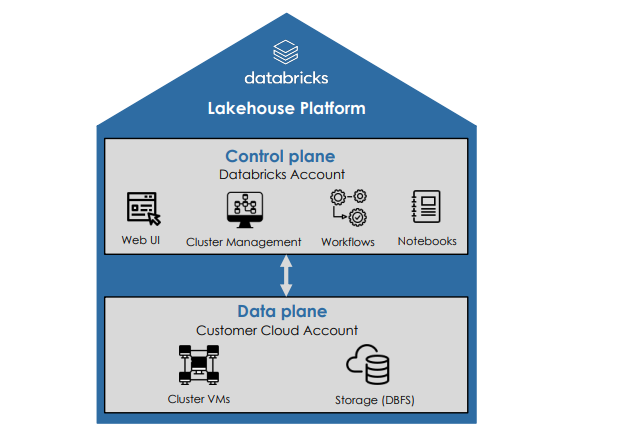 databricks
Lakehouse Platform
Control plane
Databricks Account
Web UI
Cluster Management
Workflows
Notebooks
Data plane
Customer Cloud Account
Cluster VMs
Storage (DBFS)